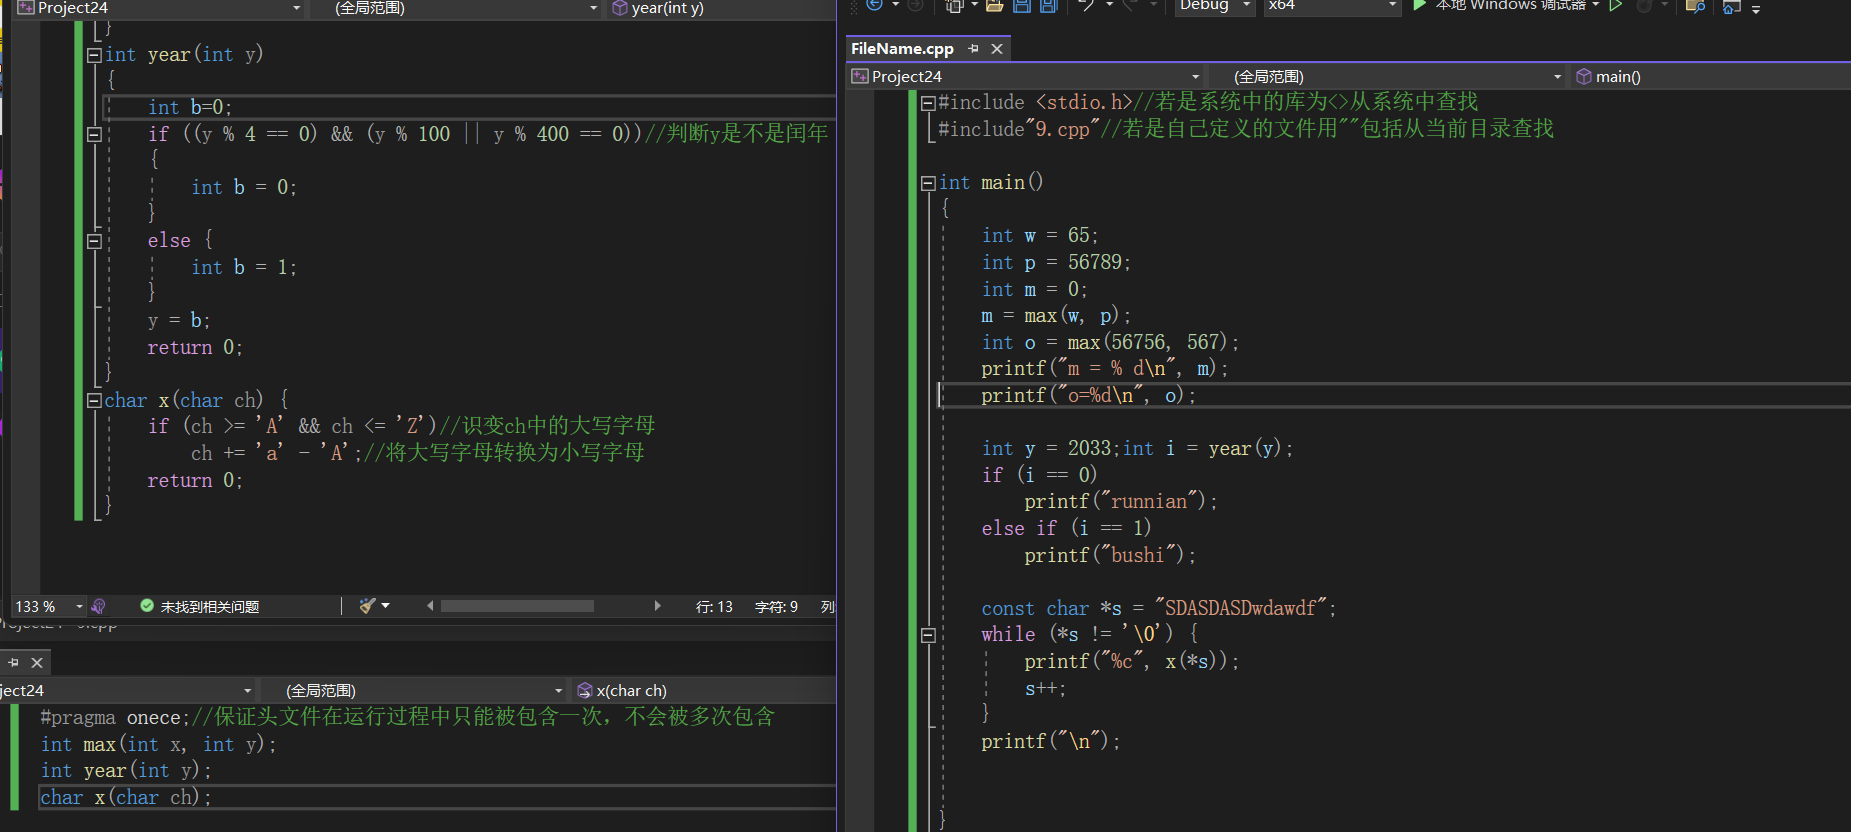 Project24
(全局范围)
year(int y)
}
int year(int y)
{
int b=0;
if ((y % 4 == 0) && (y % 100 || y % 400 == 0))//判断y是不是闰年
{
int b = 0;
}
else {
int b = 1;
}
y = b;
return 0;
}
char x(char ch) {
if (ch >= 'A' && ch <= 'Z')//识变ch中的大写字母
ch += 'a' - 'A';//将大写字母转换为小写字母
return 0;
}
133 %
未找到相关问题
行: 13
字符: 9
ject24
(全局范围)
x(char ch)
#pragma onece;//保证头文件在运行过程中只能被包含一次, 不会被多次包含
int max(int x, int y);
int year(int y);
char x(char ch);
Debug
x64
本地 Windows 调试器
FileName.cpp
Project24
(全局范围)
main()
#include <stdio.h>//若是系统中的库为<>从系统中查找
#include"9.cpp"//若是自己定义的文件用""包括从当前目录查找
int main()
{
int w = 65;
int p = 56789;
int m = 0;
m = max(w, p);
int o = max(56756, 567);
printf("m = % d\n", m);
printf("o=%d\n", o);
int y = 2033;int i = year(y);
if (i == 0)
printf("runnian");
else if (i == 1)
printf("bushi");
const char *s = "SDASDASDwdawdf";
while (*s != '\0') {
printf("%c", x(*s));
s++;
}
printf("\n");
}